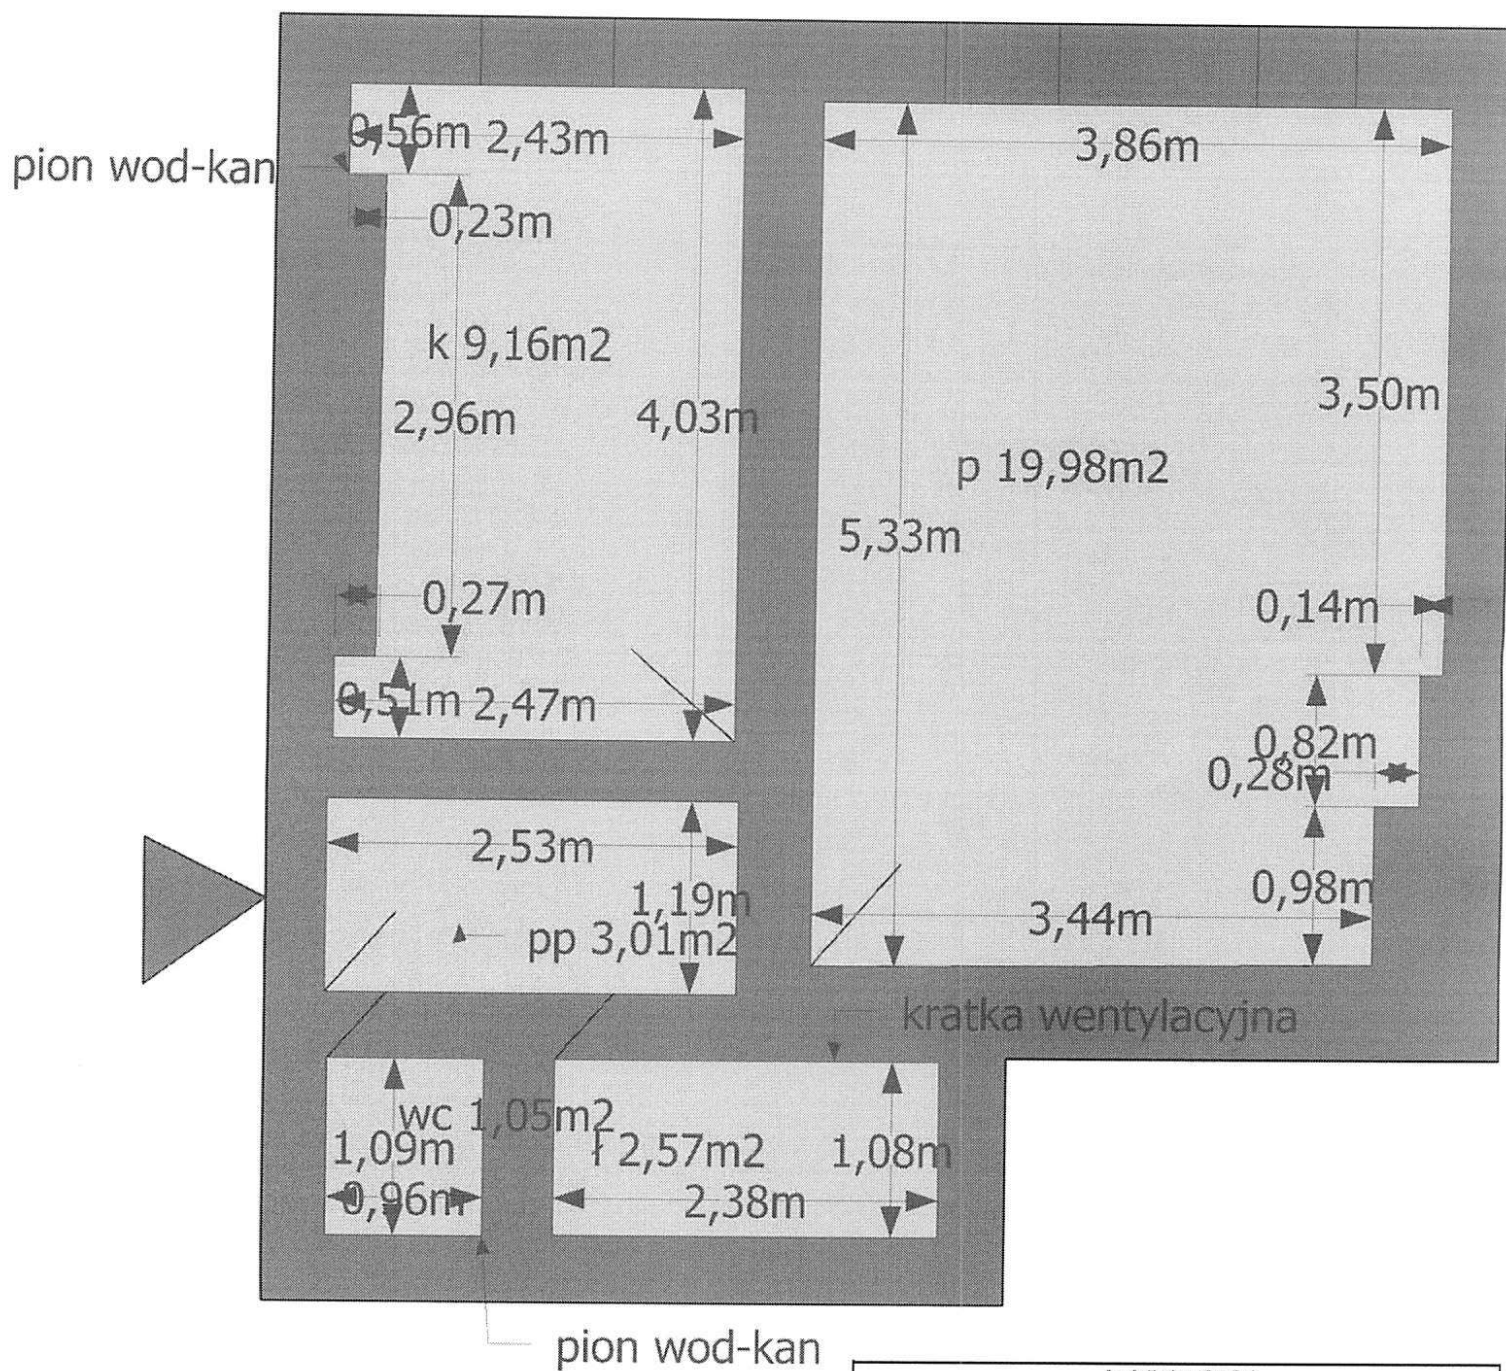 0,56m
2,43m
3,86m
pion wod-kan
0,23m
k 9,16m2
2,96m
4,03m
3,50m
p 19,98m2
5,33m
0,27m
0,14m
0,51m
2,47m
0,82m
0,28m
2,53m
1,19m
0,98m
pp 3,01m2
3,44m
kratka wentylacyjna
wc 1,05m2
1,09m
ł 2,57m2
1,08m
0,96m
2,38m
pion wod-kan